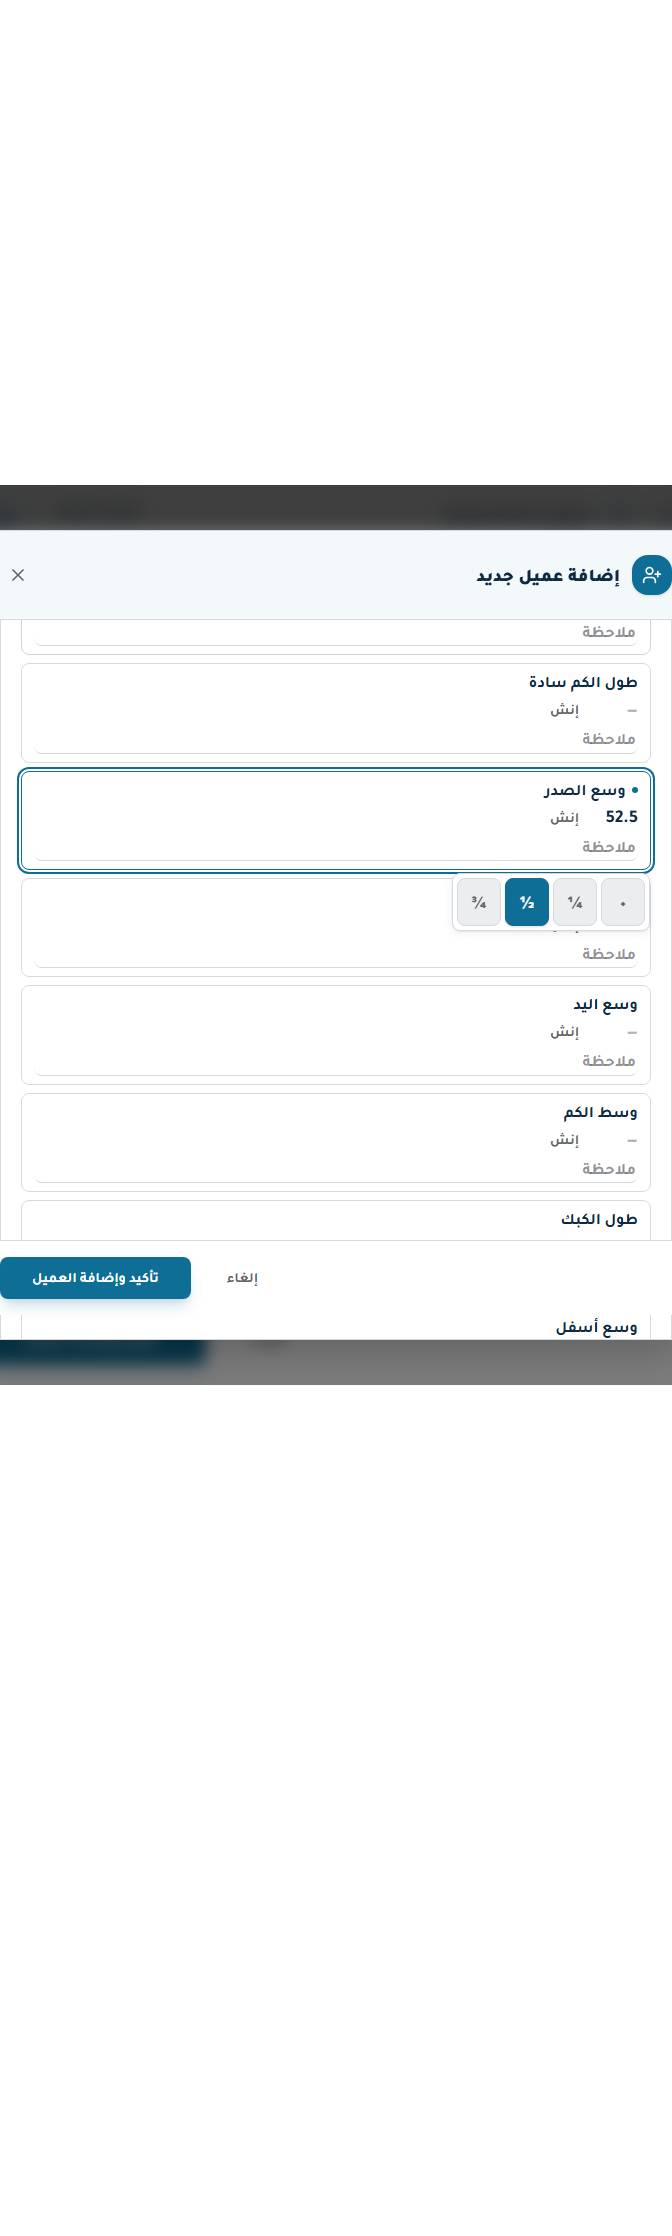 إضافة عميل جديد
ملاحظة
طول الكم سادة
– إنش
ملاحظة
وسع الصدر
52.5 إنش
ملاحظة
٠ ¼ ½ ¾
ملاحظة
وسع اليد
– إنش
ملاحظة
وسط الكم
– إنش
ملاحظة
طول الكبك
إلغاء تأكيد وإضافة العميل
وسع أسفل